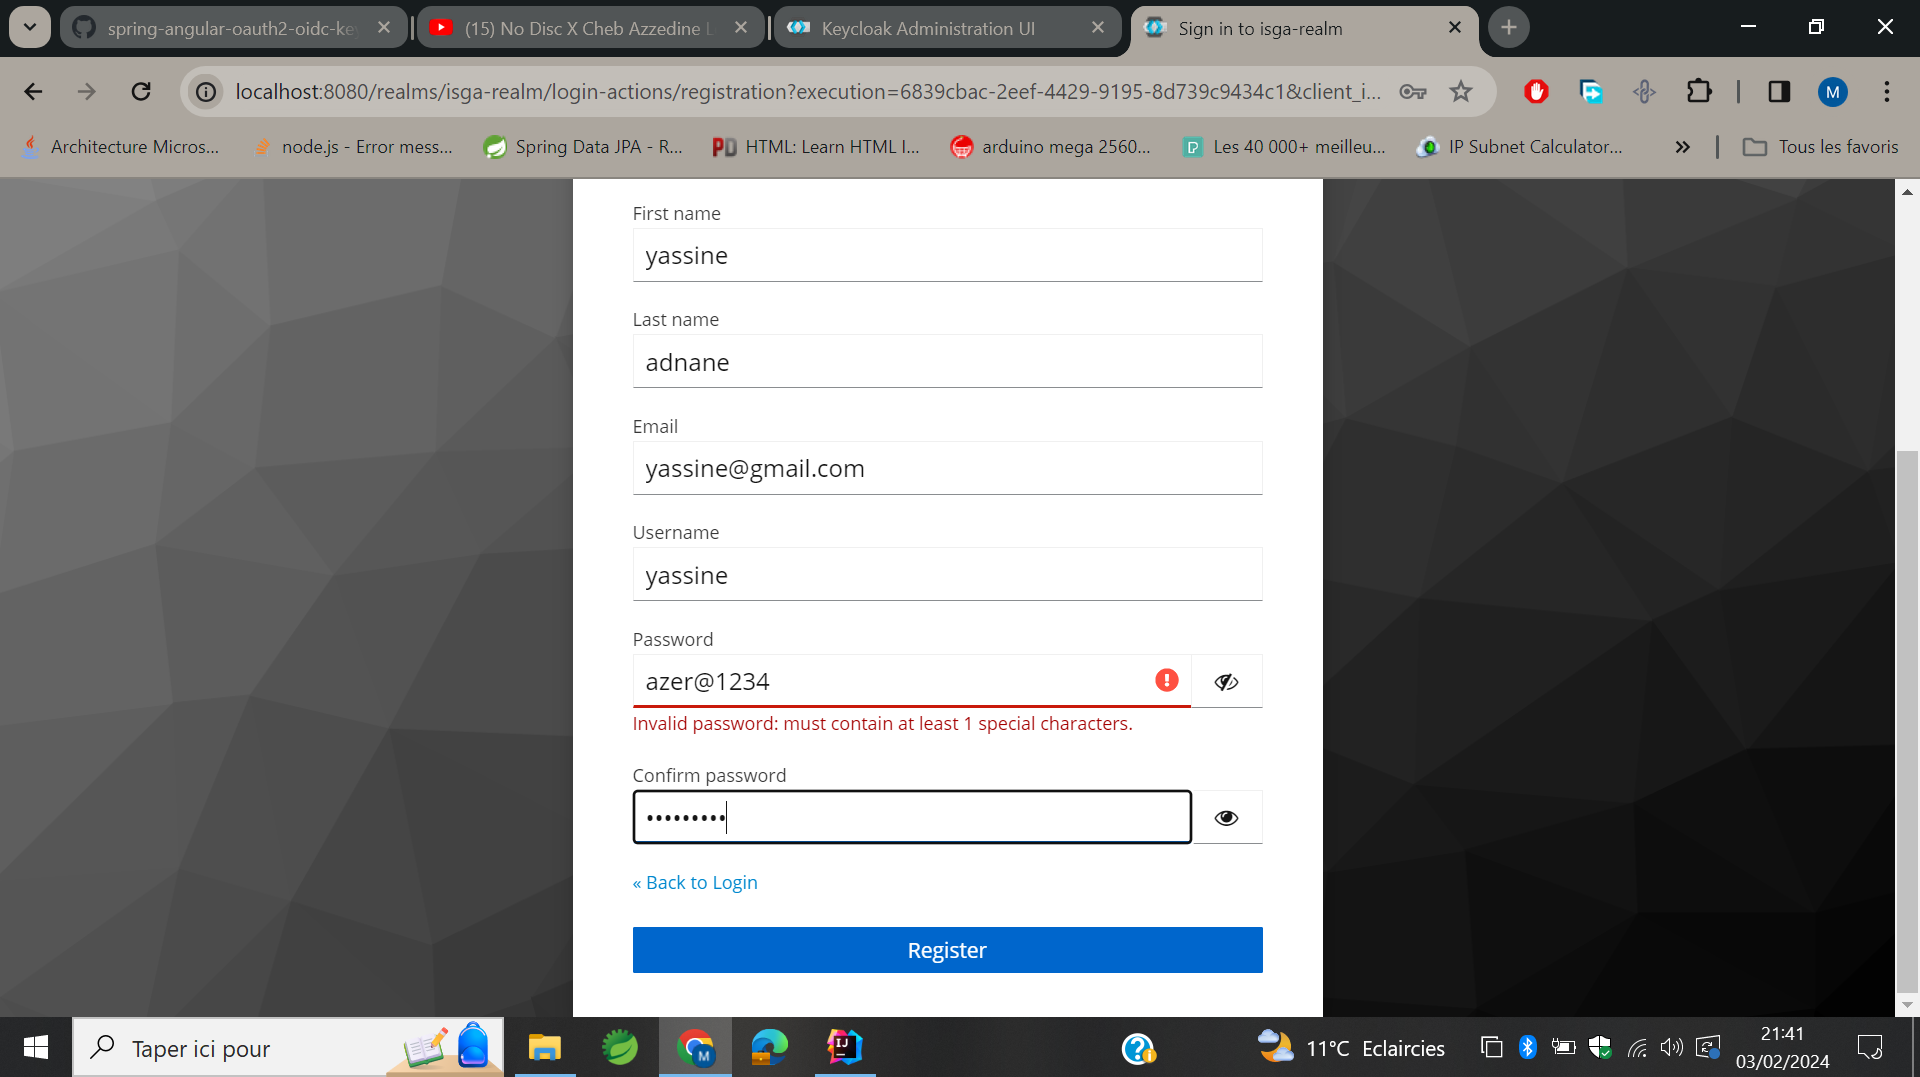 spring-angular-oauth2-oidc-ke
(15) No Disc X Cheb Azzedine L
Keycloak Administration UI
Sign in to isga-realm
localhost:8080/realms/isga-realm/login-actions/registration?execution=6839cbac-2eef-4429-9195-8d739c9434c1&client_i...
M
Architecture Micros...
node.js - Error mess...
Spring Data JPA - R...
HTML: Learn HTML I...
arduino mega 2560...
Les 40 000+ meilleu...
IP Subnet Calculator...
Tous les favoris
First name
yassine
Last name
adnane
Email
yassine@gmail.com
Username
yassine
Password
azer@1234
Invalid password: must contain at least 1 special characters.
Confirm password
•••••••••
« Back to Login
Register
Taper ici pour
11°C Eclaircies
21:41
03/02/2024